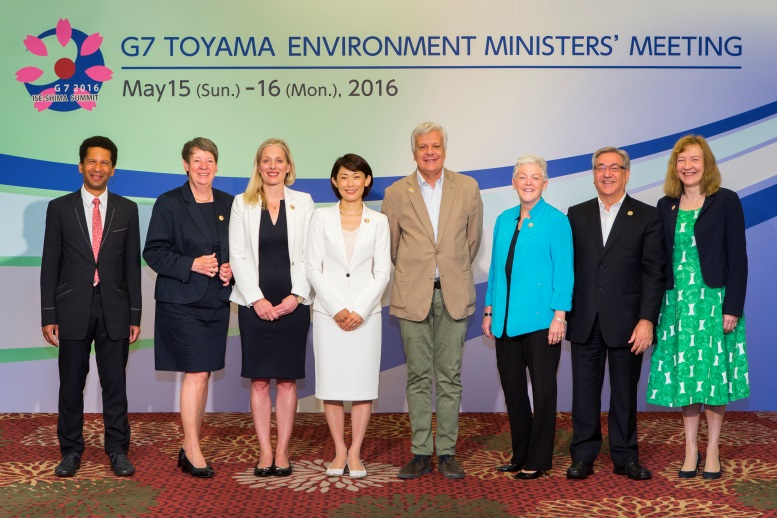 G7 TOYAMA ENVIRONMENT MINISTERS' MEETING
May15 (Sun.) -16 (Mon.), 2016
G7 2016
ISE-SHIMA SUMMIT